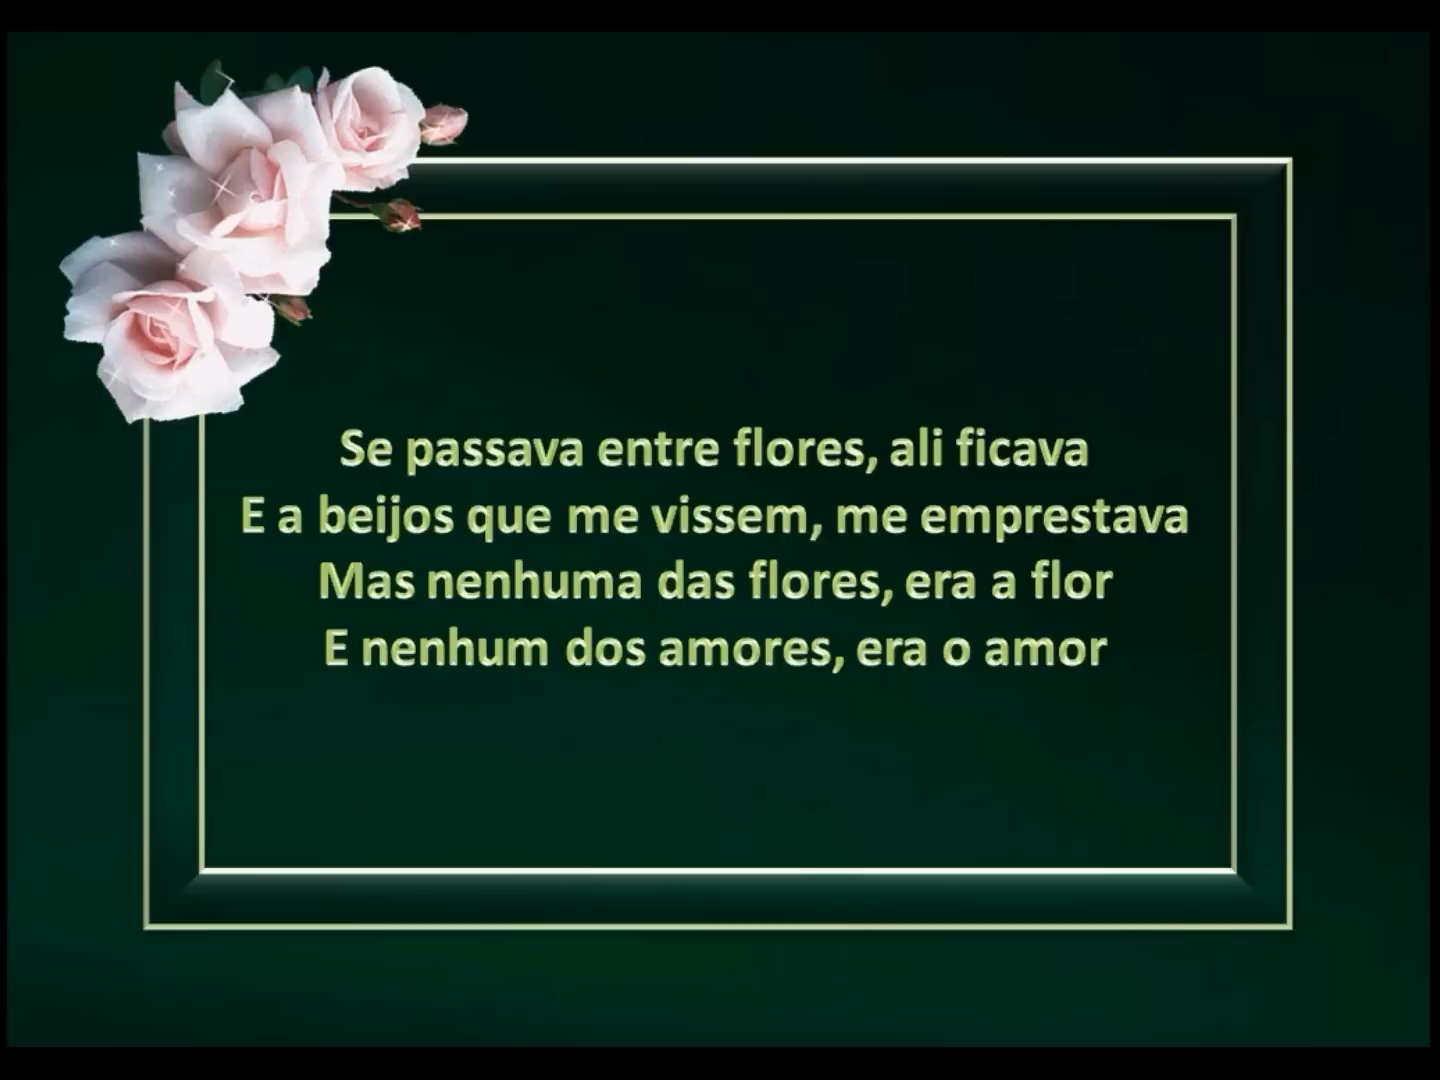 Se passava entre flores, ali ficava
E a beijos que me vissem, me emprestava
Mas nenhuma das flores, era a flor
E nenhum dos amores, era o amor